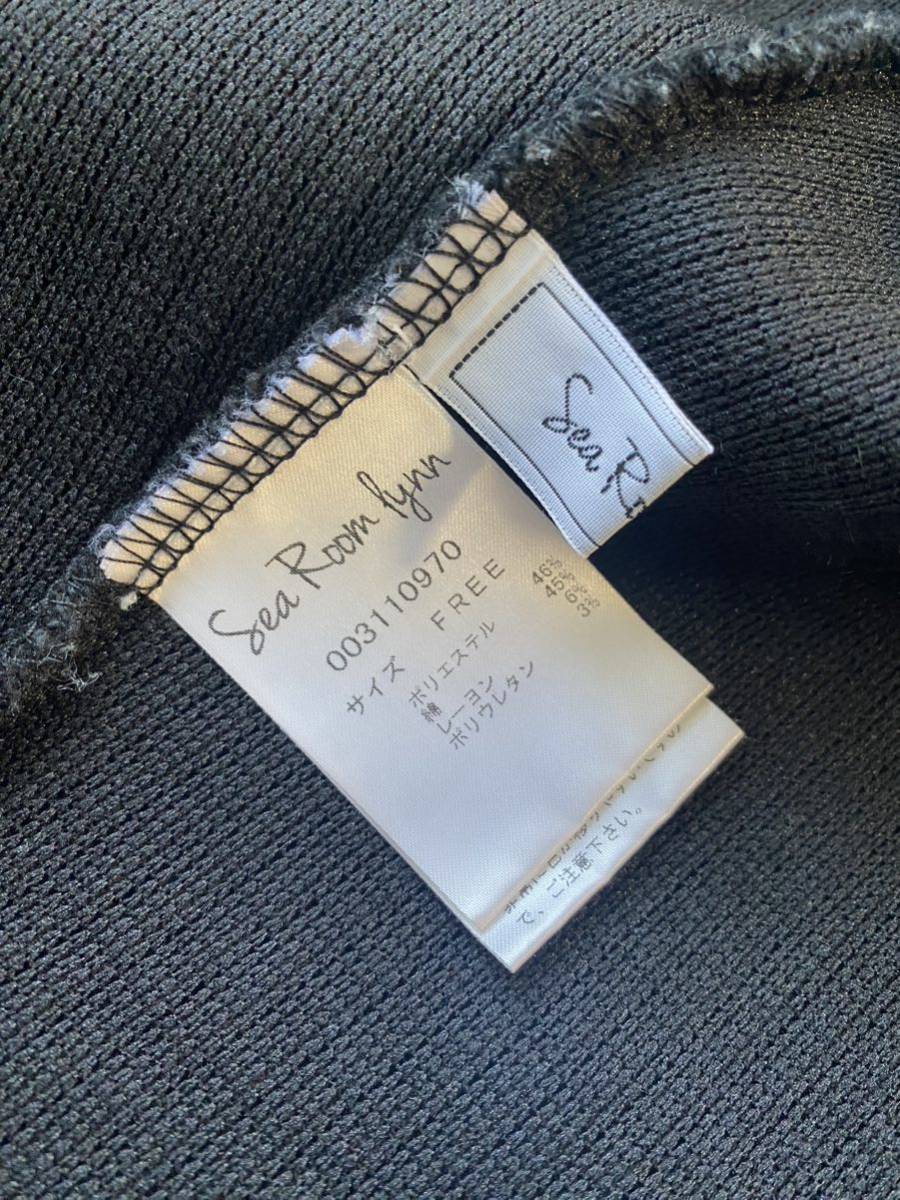 Sea Room lynn
003110970
サイズ FREE
ポリエステル 46%
綿 45%
レーヨン 6%
ポリウレタン 3%
で、ご注意下さい。
Sea